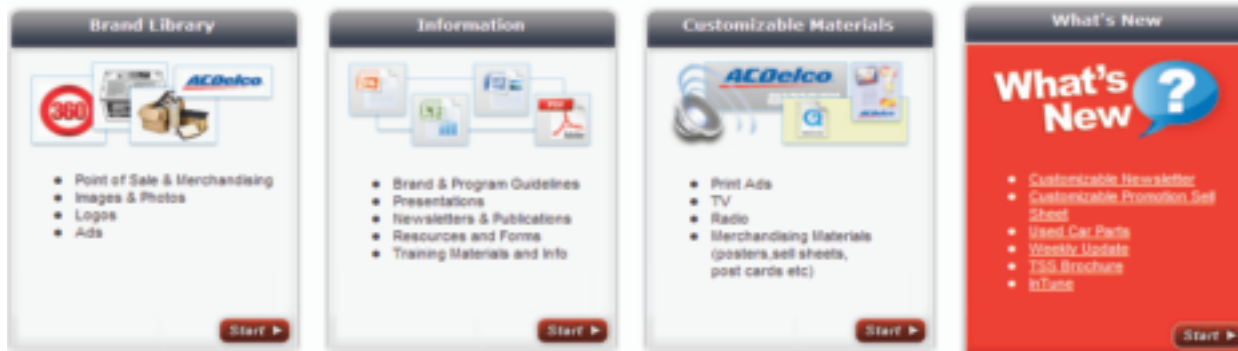 Brand Library
360
ACDelco
Point of Sale & Merchandising
Images & Photos
Logos
Ads
Start
Information
PDF
Adobe
Brand & Program Guidelines
Presentations
Newsletters & Publications
Resources and Forms
Training Materials and Info
Start
Customizable Materials
ACDelco
Print Ads
TV
Radio
Merchandising Materials
(posters,sell sheets,
post cards etc)
Start
What's New
What's
New ?
Customizable Newsletter
Customizable Promotion Sell
Sheet
Used Car Parts
Weekly Update
TSS Brochure
InTune
Start